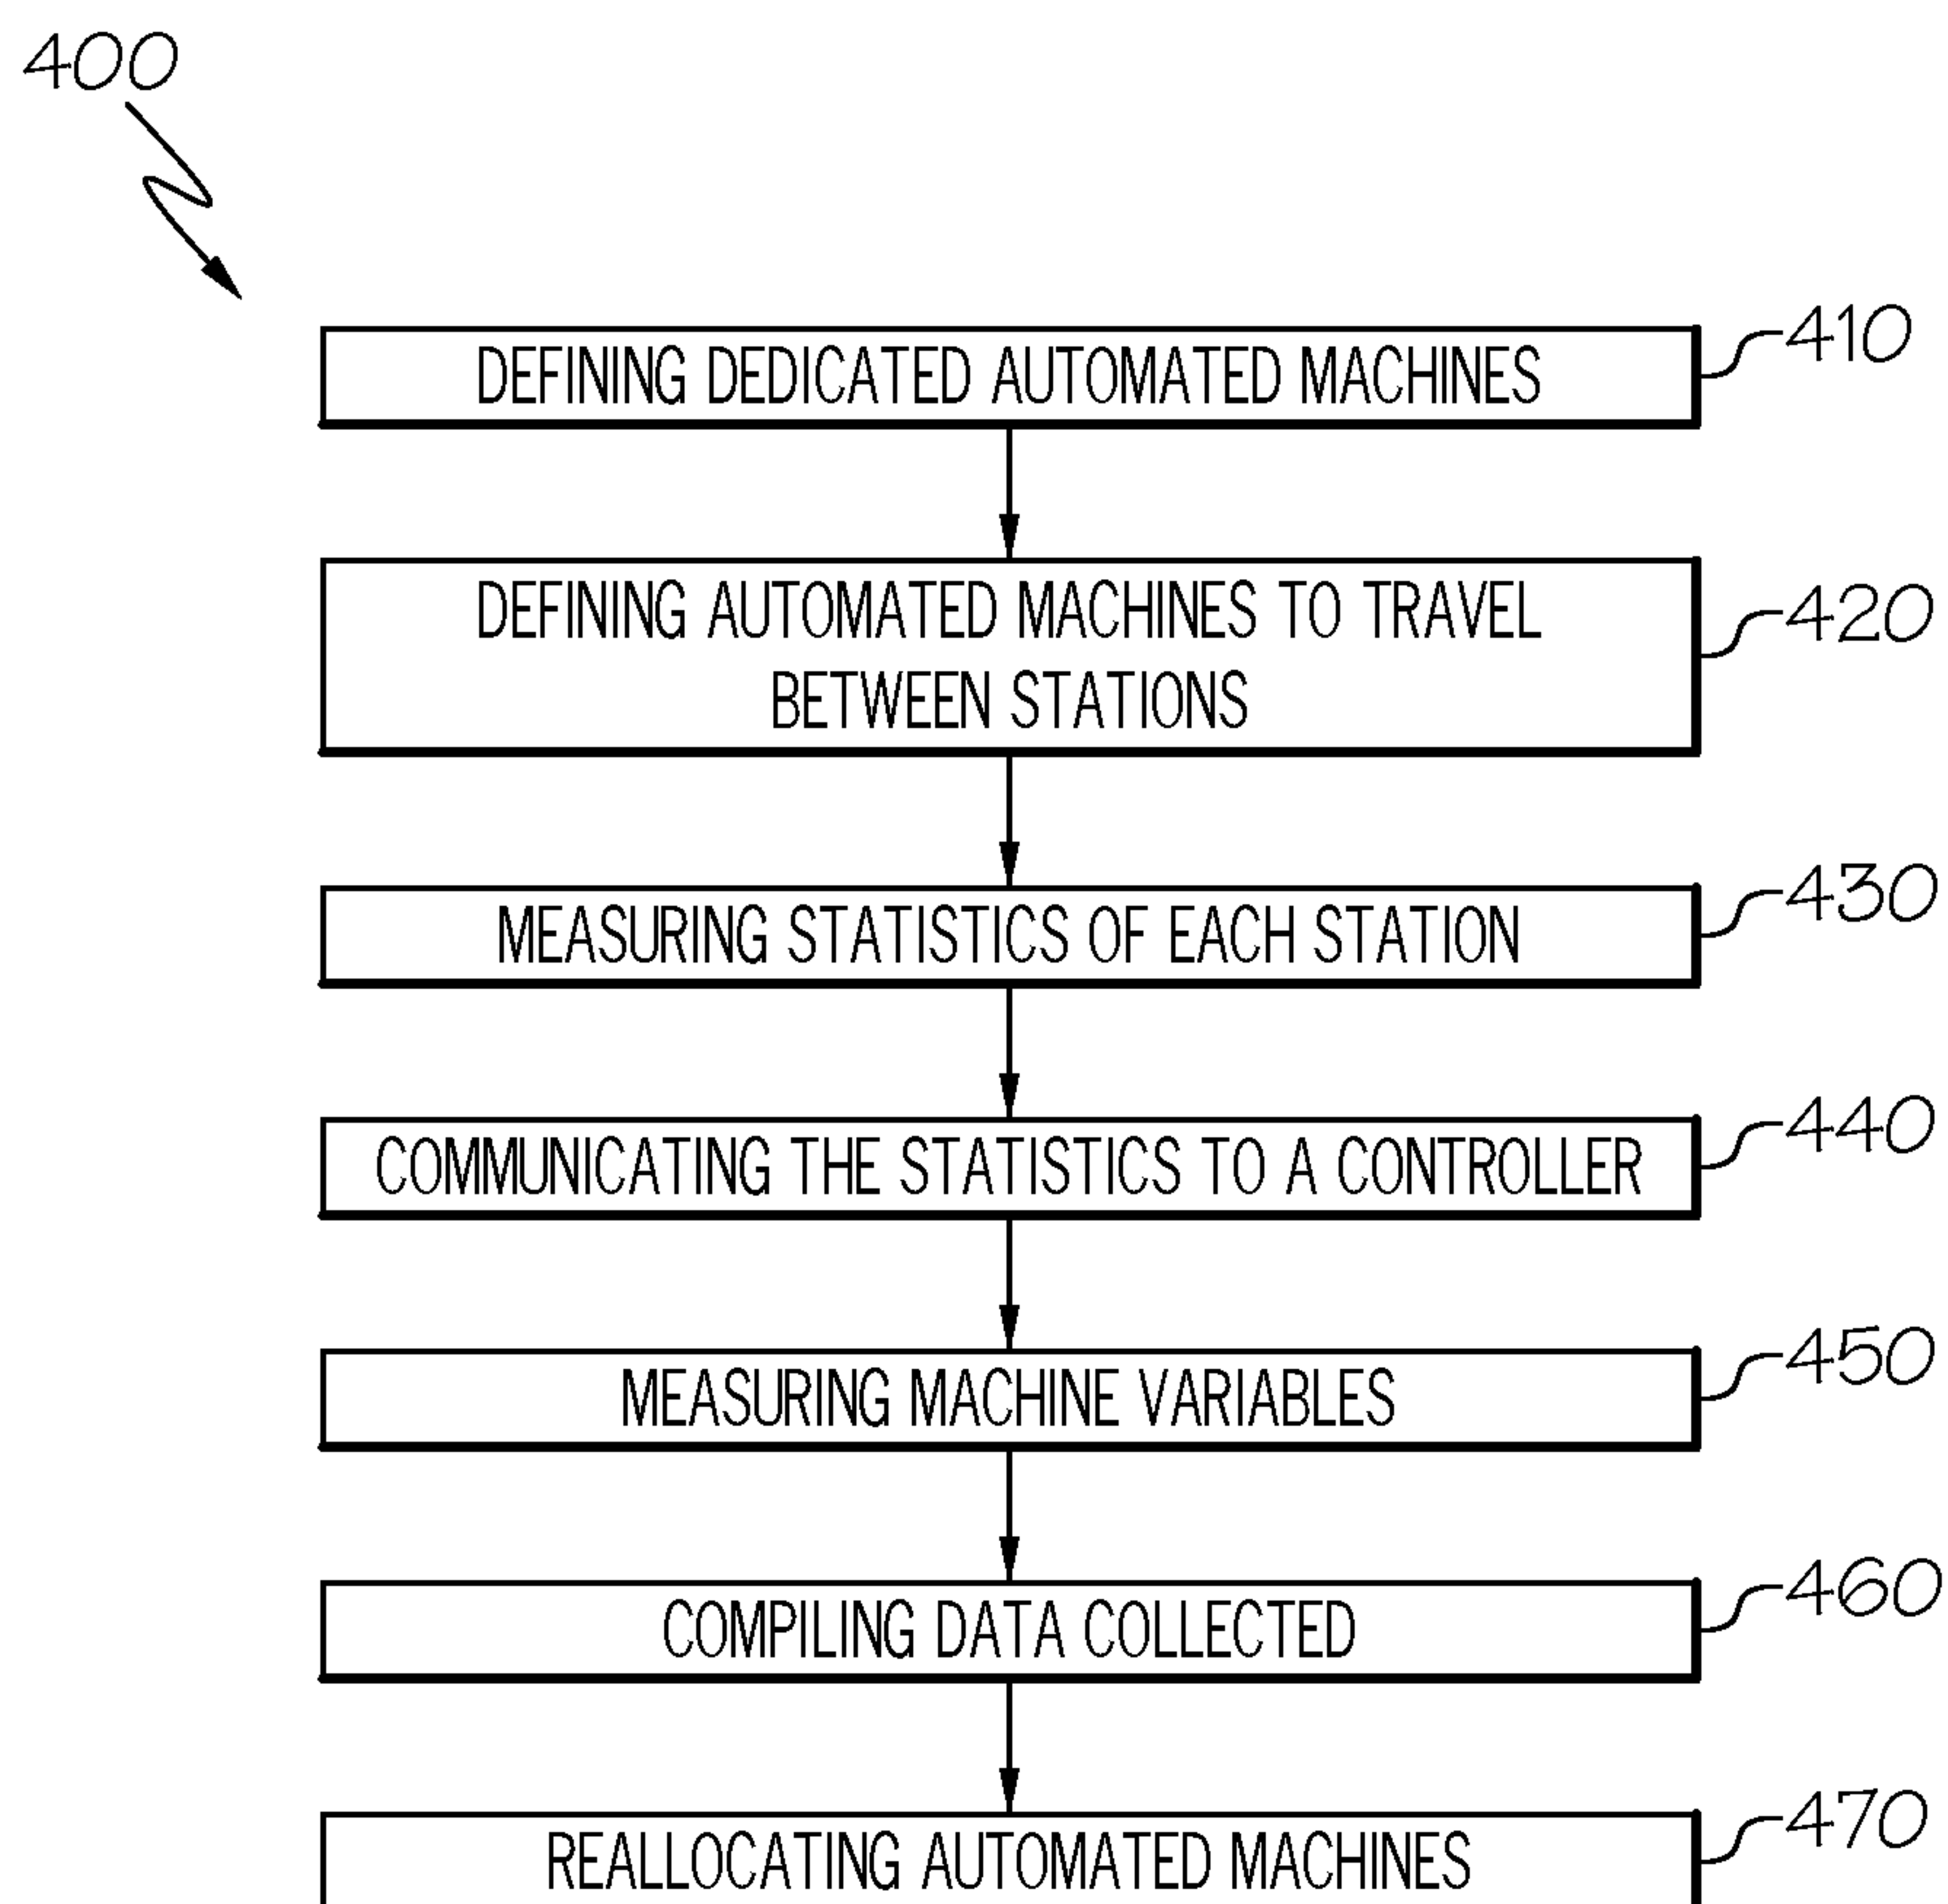 400
DEFINING DEDICATED AUTOMATED MACHINES
410
DEFINING AUTOMATED MACHINES TO TRAVEL
BETWEEN STATIONS
420
MEASURING STATISTICS OF EACH STATION
430
COMMUNICATING THE STATISTICS TO A CONTROLLER
440
MEASURING MACHINE VARIABLES
450
COMPILING DATA COLLECTED
460
REALLOCATING AUTOMATED MACHINES
470